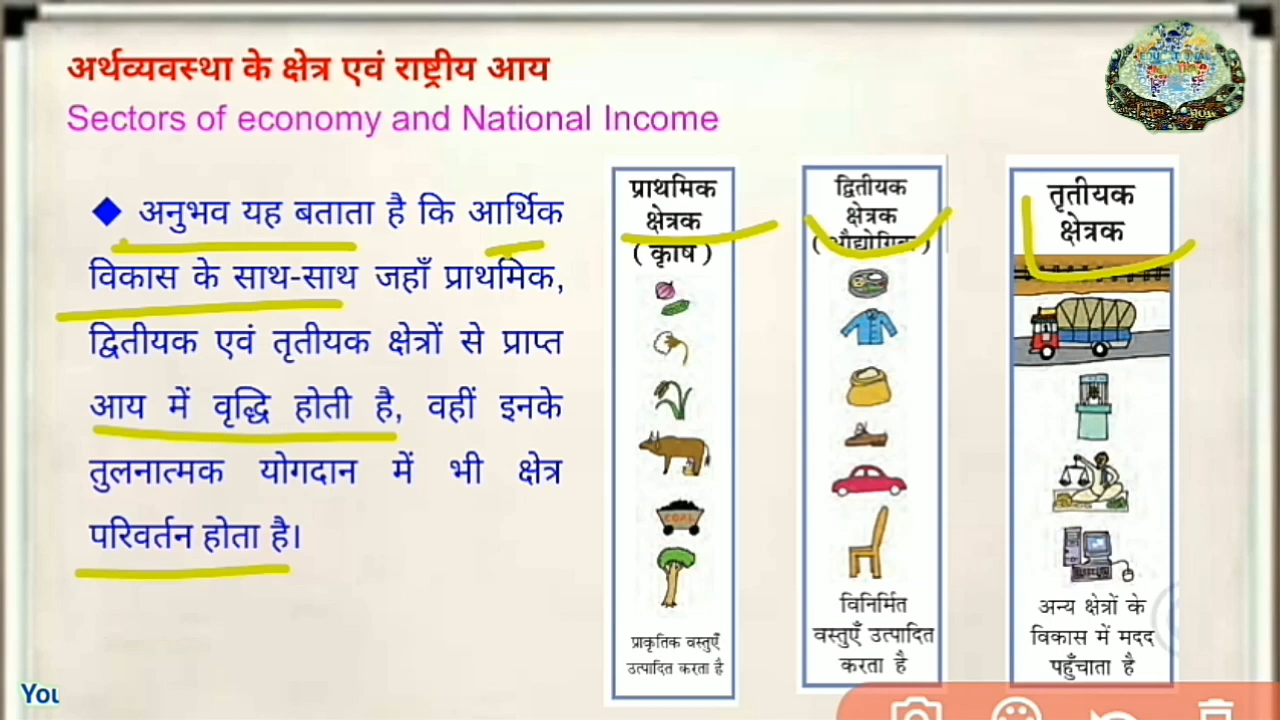 अर्थव्यवस्था के क्षेत्र एवं राष्ट्रीय आय
Sectors of economy and National Income
◆ अनुभव यह बताता है कि आर्थिक
विकास के साथ-साथ जहाँ प्राथमिक,
द्वितीयक एवं तृतीयक क्षेत्रों से प्राप्त
आय में वृद्धि होती है, वहीं इनके
तुलनात्मक योगदान में भी क्षेत्र
परिवर्तन होता है।
प्राथमिक
क्षेत्रक
( कृषि )
COAL
प्राकृतिक वस्तुएँ
उत्पादित करता है
द्वितीयक
क्षेत्रक
( औद्योगिक )
विनिर्मित
वस्तुएँ उत्पादित
करता है
तृतीयक
क्षेत्रक
अन्य क्षेत्रों के
विकास में मदद
पहुँचाता है
You